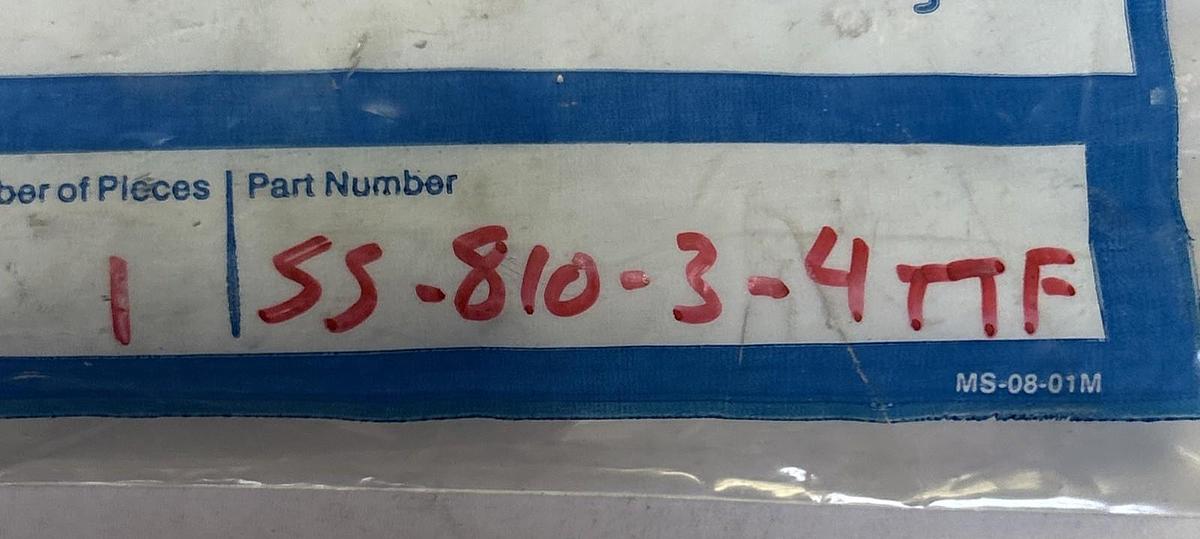 ber of Pieces Part Number
1 SS-810-3-4TTF
MS-08-01M